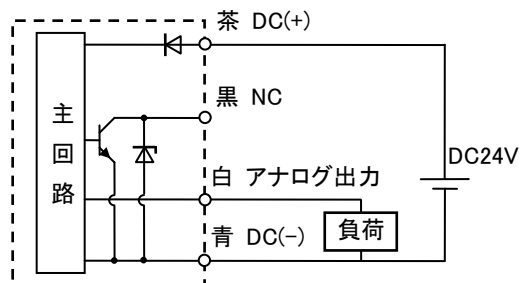 茶 DC(+)
黒 NC
主回路
DC24V
白 アナログ出力
負荷
青 DC(-)